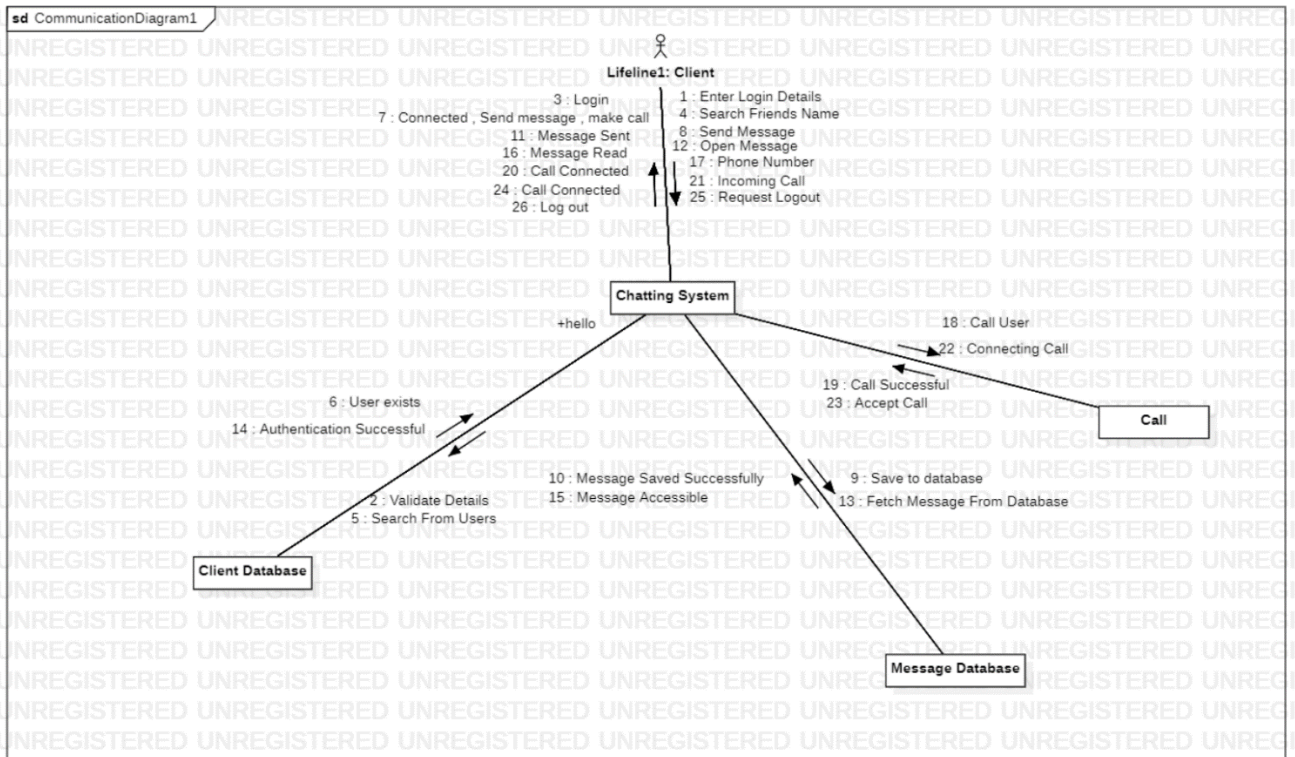 sd CommunicationDiagram1
Lifeline1: Client
3 : Login
7 : Connected , Send message , make call
11 : Message Sent
16 : Message Read
20 : Call Connected
24 : Call Connected
26 : Log out
1 : Enter Login Details
4 : Search Friends Name
8 : Send Message
12 : Open Message
17 : Phone Number
21 : Incoming Call
25 : Request Logout
Chatting System
+hello
18 : Call User
22 : Connecting Call
19 : Call Successful
23 : Accept Call
Call
6 : User exists
14 : Authentication Successful
2 : Validate Details
5 : Search From Users
Client Database
10 : Message Saved Successfully
15 : Message Accessible
9 : Save to database
13 : Fetch Message From Database
Message Database
UNREGISTERED